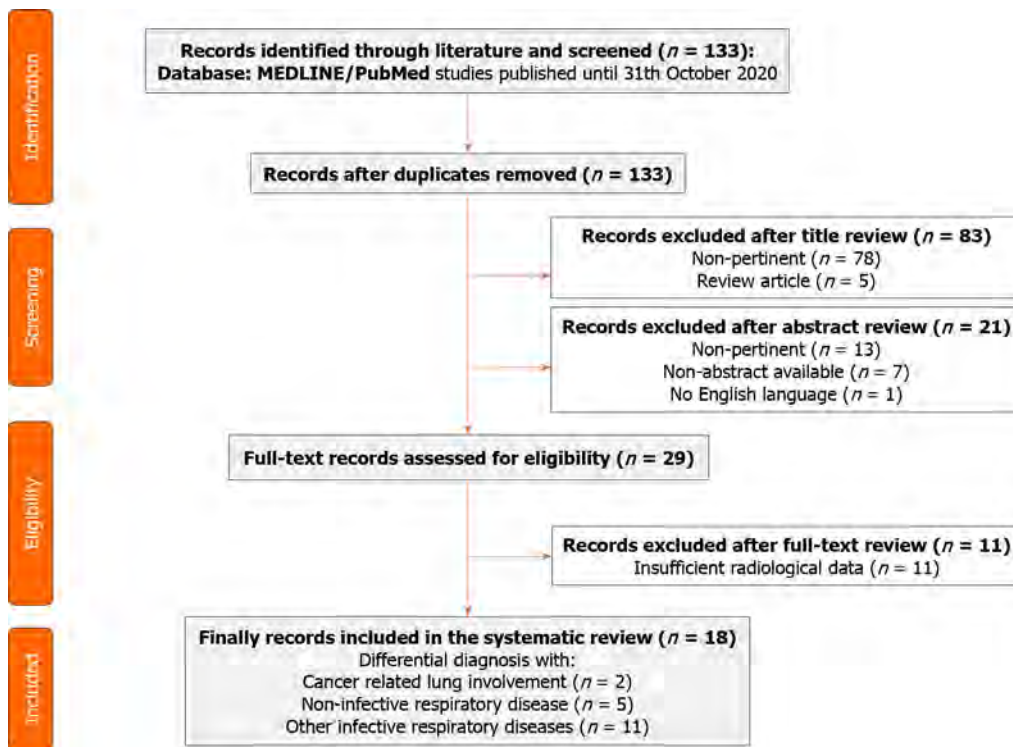 Identification
Records identified through literature and screened (n = 133):
Database: MEDLINE/PubMed studies published until 31th October 2020
Records after duplicates removed (n = 133)
Screening
Records excluded after title review (n = 83)
Non-pertinent (n = 78)
Review article (n = 5)
Records excluded after abstract review (n = 21)
Non-pertinent (n = 13)
Non-abstract available (n = 7)
No English language (n = 1)
Eligibility
Full-text records assessed for eligibility (n = 29)
Records excluded after full-text review (n = 11)
Insufficient radiological data (n = 11)
Included
Finally records included in the systematic review (n = 18)
Differential diagnosis with:
Cancer related lung involvement (n = 2)
Non-infective respiratory disease (n = 5)
Other infective respiratory diseases (n = 11)